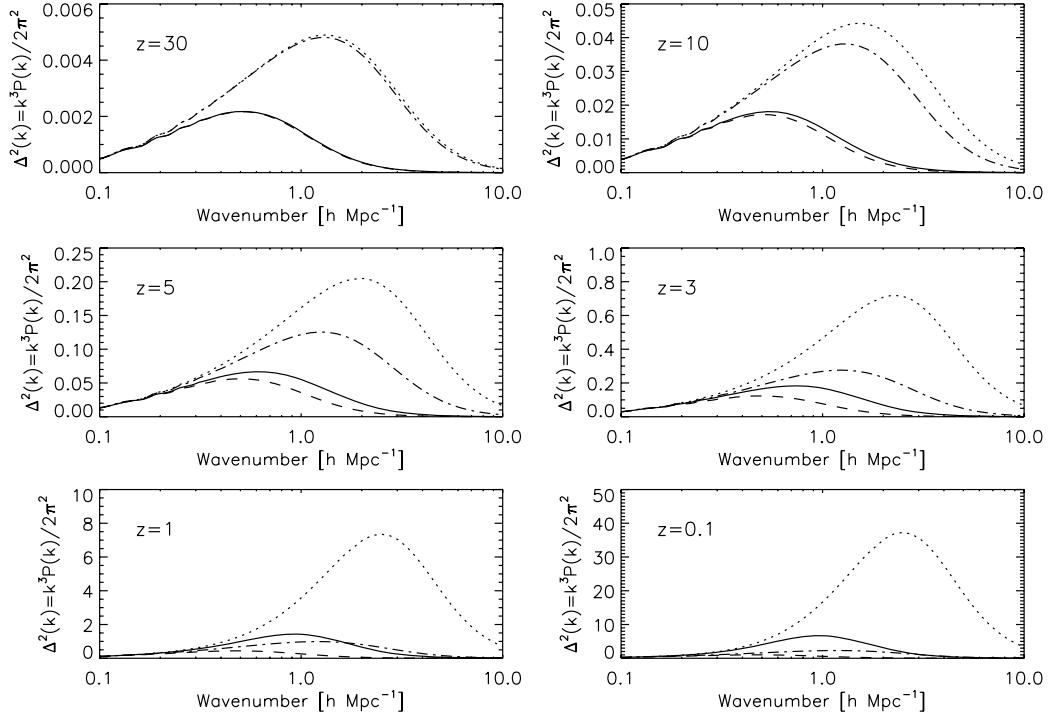 0.006
0.004
0.002
0.000
Δ²(k)=k³P(k)/2π²
z=30
0.1 1.0 10.0
Wavenumber [h Mpc⁻¹]
0.05
0.04
0.03
0.02
0.01
0.00
Δ²(k)=k³P(k)/2π²
z=10
0.1 1.0 10.0
Wavenumber [h Mpc⁻¹]
0.25
0.20
0.15
0.10
0.05
0.00
Δ²(k)=k³P(k)/2π²
z=5
0.1 1.0 10.0
Wavenumber [h Mpc⁻¹]
1.0
0.8
0.6
0.4
0.2
0.0
Δ²(k)=k³P(k)/2π²
z=3
0.1 1.0 10.0
Wavenumber [h Mpc⁻¹]
10
8
6
4
2
0
Δ²(k)=k³P(k)/2π²
z=1
0.1 1.0 10.0
Wavenumber [h Mpc⁻¹]
50
40
30
20
10
0
Δ²(k)=k³P(k)/2π²
z=0.1
0.1 1.0 10.0
Wavenumber [h Mpc⁻¹]